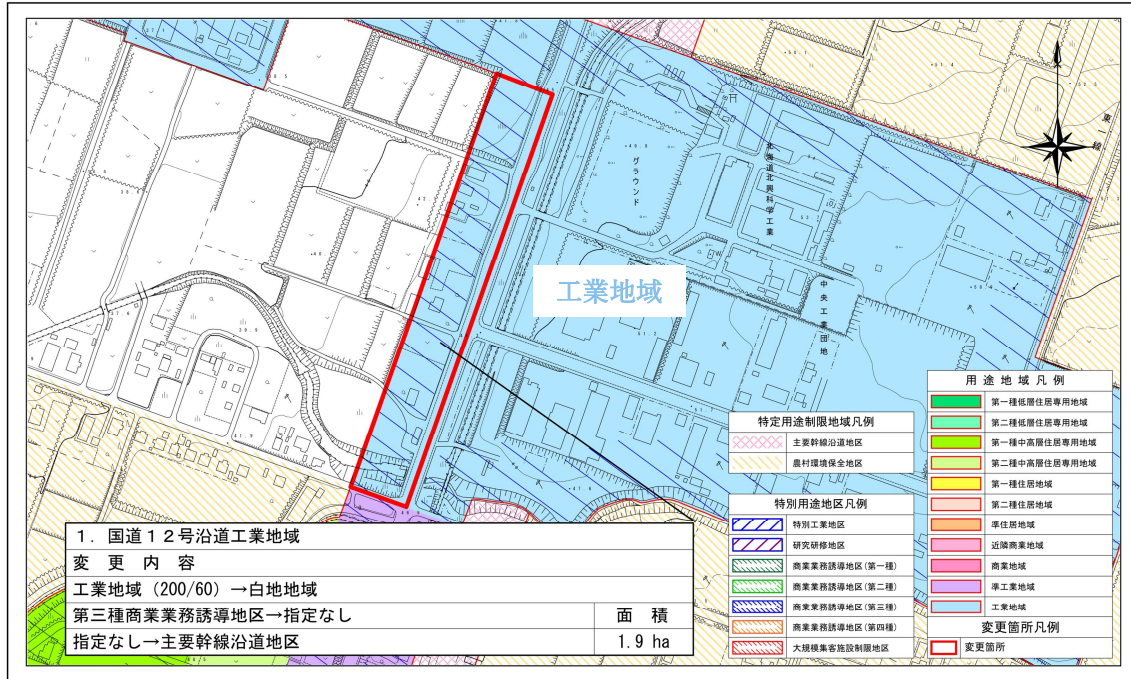 東一線
グラウンド
北海道北興科学工業
中央工業団地
工業地域
特定用途制限地域凡例
主要幹線沿道地区
農村環境保全地区
特別用途地区凡例
特別工業地区
研究研修地区
商業業務誘導地区(第一種)
商業業務誘導地区(第二種)
商業業務誘導地区(第三種)
商業業務誘導地区(第四種)
大規模集客施設制限地区
用途地域凡例
第一種低層住居専用地域
第二種低層住居専用地域
第一種中高層住居専用地域
第二種中高層住居専用地域
第一種住居地域
第二種住居地域
準住居地域
近隣商業地域
商業地域
準工業地域
工業地域
変更箇所凡例
変更箇所
1. 国道12号沿道工業地域
変更内容
工業地域(200/60)→白地地域
第三種商業業務誘導地区→指定なし 面積
指定なし→主要幹線沿道地区 1.9 ha